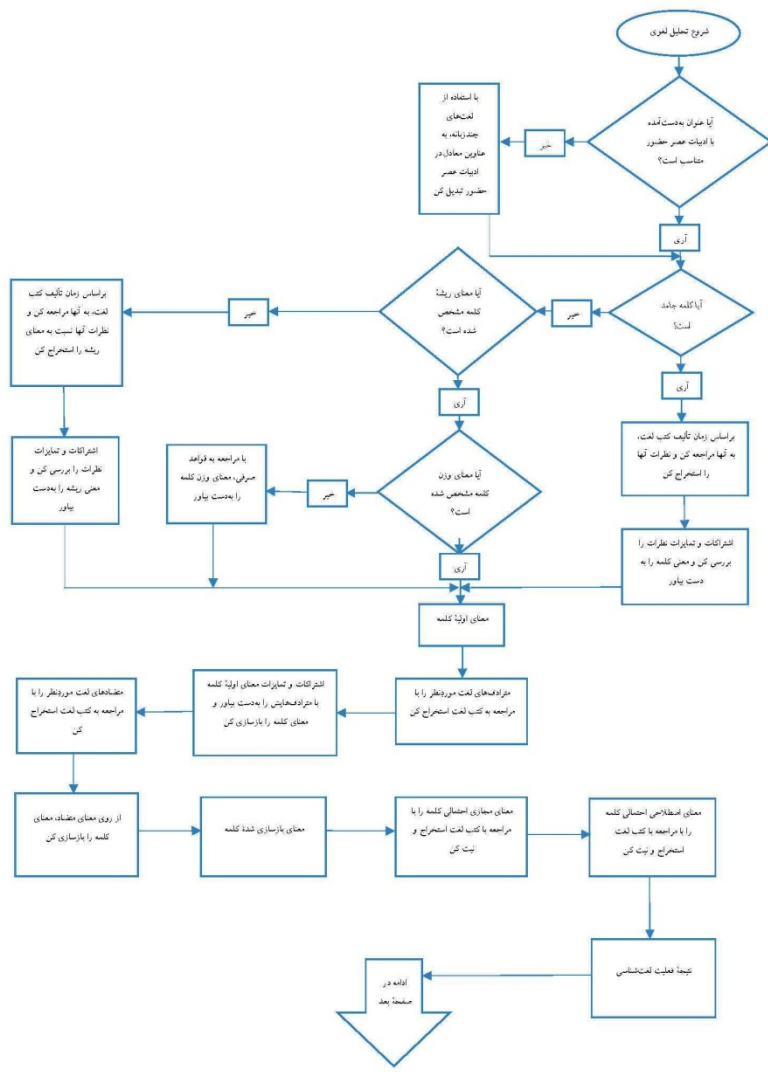 شروع تحلیل لغوی
آیا عنوان به‌دست‌آمده
با ادبیات عصر حضور
متناسب است؟
خیر
با استفاده از
لغت‌های
چندزبانه، به
عناوین معادل در
ادبیات عصر
حضور تبدیل کن
آری
آیا کلمه جامد
است؟
خیر
آیا معنای ریشهٔ
کلمه مشخص
شده است؟
خیر
براساس زمان تألیف کتب
لغت، به آنها مراجعه کن و
نظرات آنها نسبت به معنای
ریشه را استخراج کن
آری
آری
براساس زمان تألیف کتب لغت،
به آنها مراجعه کن و نظرات آنها
را استخراج کن
آیا معنای وزن
کلمه مشخص شده
است؟
خیر
با مراجعه به قواعد
صرفی، معنای وزن کلمه
را به‌دست بیاور
اشتراکات و تمایزات
نظرات را بررسی کن و
معنی ریشه را به‌دست
بیاور
اشتراکات و تمایزات نظرات را
بررسی کن و معنی کلمه را به
دست بیاور
آری
معنای اولیهٔ کلمه
مترادف‌های لغت موردنظر را با
مراجعه به کتب لغت استخراج
کن
اشتراکات و تمایزات معنای اولیهٔ کلمه
با مترادف‌هایش را به‌دست بیاور و
معنای کلمه را بازسازی کن
متضادهای لغت موردنظر را با
مراجعه به کتب لغت استخراج
کن
از روی معنای متضاد، معنای
کلمه را بازسازی کن
معنای بازسازی شدهٔ کلمه
معنای مجازی احتمالی کلمه را با
مراجعه با کتب لغت استخراج و
ثبت کن
معنای اصطلاحی احتمالی کلمه
را با مراجعه با کتب لغت
استخراج و ثبت کن
نتیجهٔ فعالیت لغت‌شناسی
ادامه در
صفحهٔ بعد